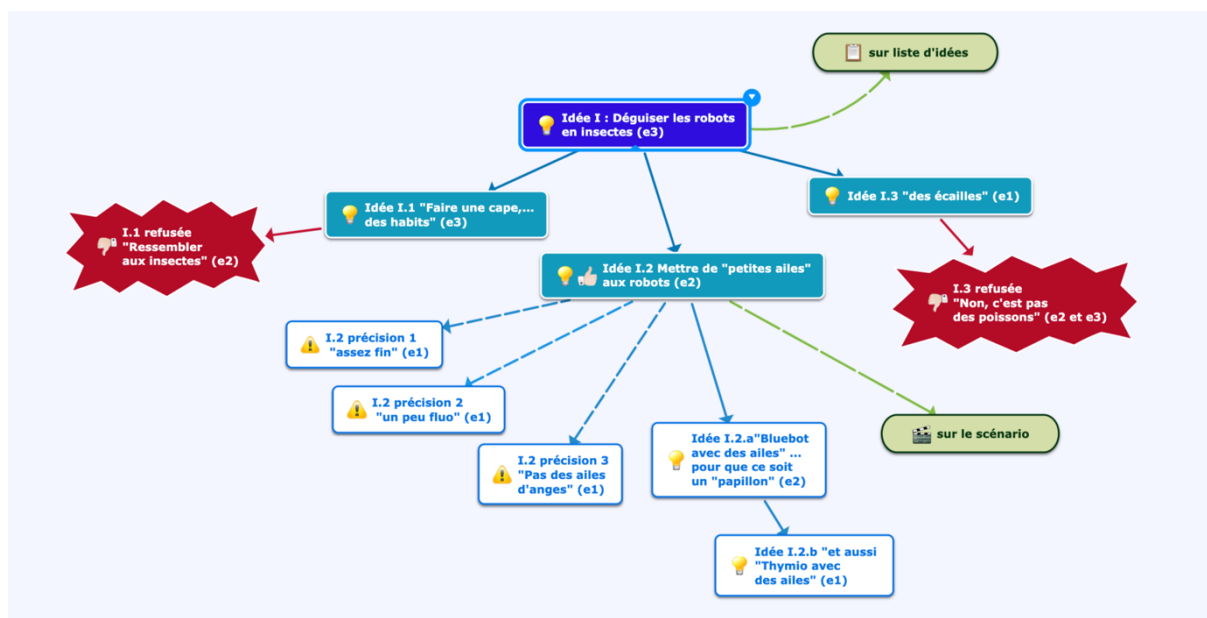 sur liste d'idées
Idée I : Déguiser les robots
en insectes (e3)
Idée I.1 "Faire une cape,...
des habits" (e3)
Idée I.3 "des écailles" (e1)
I.1 refusée
"Ressembler
aux insectes" (e2)
Idée I.2 Mettre de "petites ailes"
aux robots (e2)
I.3 refusée
"Non, c'est pas
des poissons" (e2 et e3)
I.2 précision 1
"assez fin" (e1)
I.2 précision 2
"un peu fluo" (e1)
I.2 précision 3
"Pas des ailes
d'anges" (e1)
Idée I.2.a"Bluebot
avec des ailes" ...
pour que ce soit
un "papillon" (e2)
sur le scénario
Idée I.2.b "et aussi
"Thymio avec
des ailes" (e1)